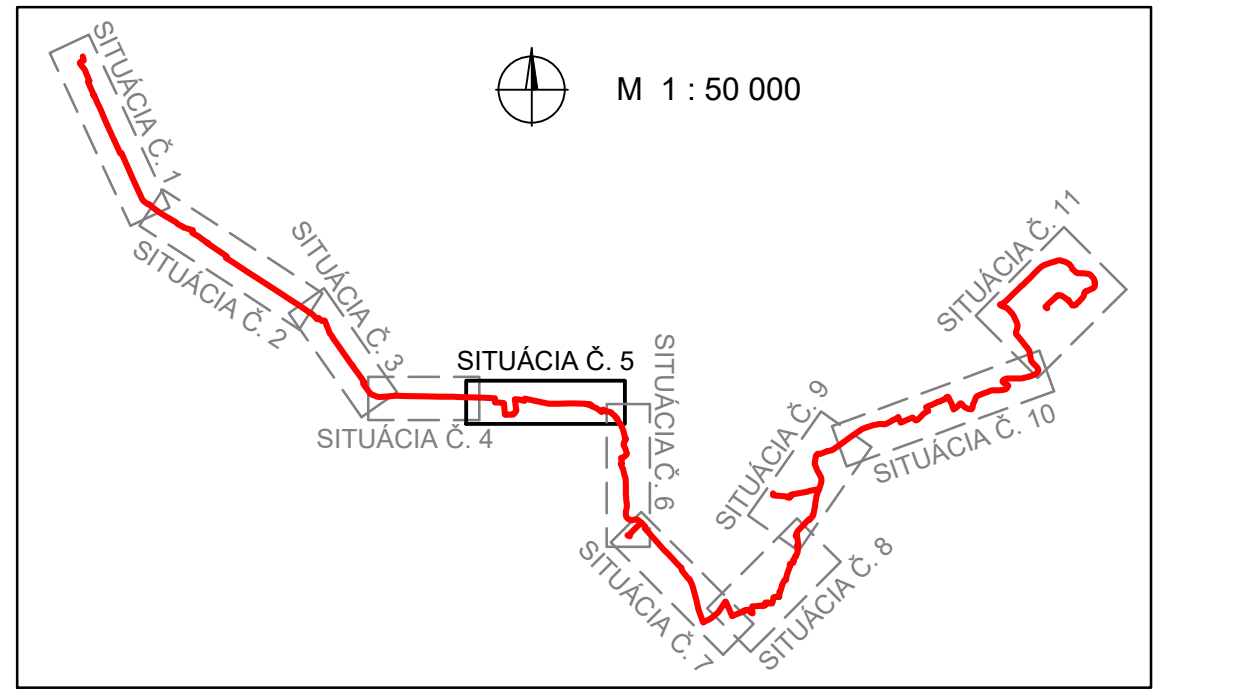 M 1 : 50 000
SITUÁCIA Č. 1
SITUÁCIA Č. 2
SITUÁCIA Č. 3
SITUÁCIA Č. 4
SITUÁCIA Č. 5
SITUÁCIA Č. 6
SITUÁCIA Č. 7
SITUÁCIA Č. 8
SITUÁCIA Č. 9
SITUÁCIA Č. 10
SITUÁCIA Č. 11